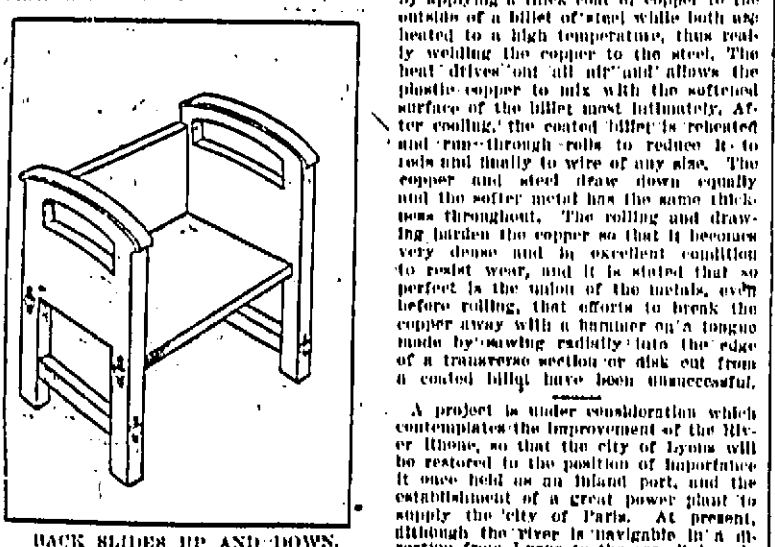 BACK SLIDES UP AND DOWN.
by applying a thick coat of copper to the
outside of a billet of steel while both are
heated to a high temperature, thus real-
ly welding the copper to the steel. The
heat drives out all air and allows the
plastic copper to mix with the softened
surface of the billet most intimately. Af-
ter cooling, the coated billet is reheated
and run through rolls to reduce it to
rods and finally to wire of any size. The
copper and steel draw down equally
and the softer metal has the same thick-
ness throughout. The rolling and draw-
ing harden the copper so that it becomes
very dense and in excellent condition
to resist wear, and it is stated that so
perfect is the union of the metals, even
before rolling, that efforts to break the
copper away with a hammer on a tongue
made by sawing radially into the edge
of a transverse section or disk cut from
a coated billet have been unsuccessful.
A project is under consideration which
contemplates the improvement of the Riv-
er Rhone, so that the city of Lyons will
be restored to the position of importance
it once held as an inland port, and the
establishment of a great power plant to
supply the city of Paris. At present,
although the river is navigable in a di-